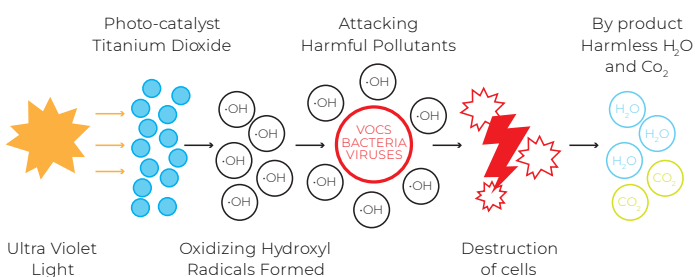 Photo-catalyst
Titanium Dioxide
Attacking
Harmful Pollutants
By product
Harmless H2O
and Co2
·OH
·OH
·OH
·OH
·OH
·OH
·OH
·OH
·OH
·OH
·OH
VOCS
BACTERIA
VIRUSES
H2O
H2O
H2O
CO2
CO2
Ultra Violet
Light
Oxidizing Hydroxyl
Radicals Formed
Destruction
of cells